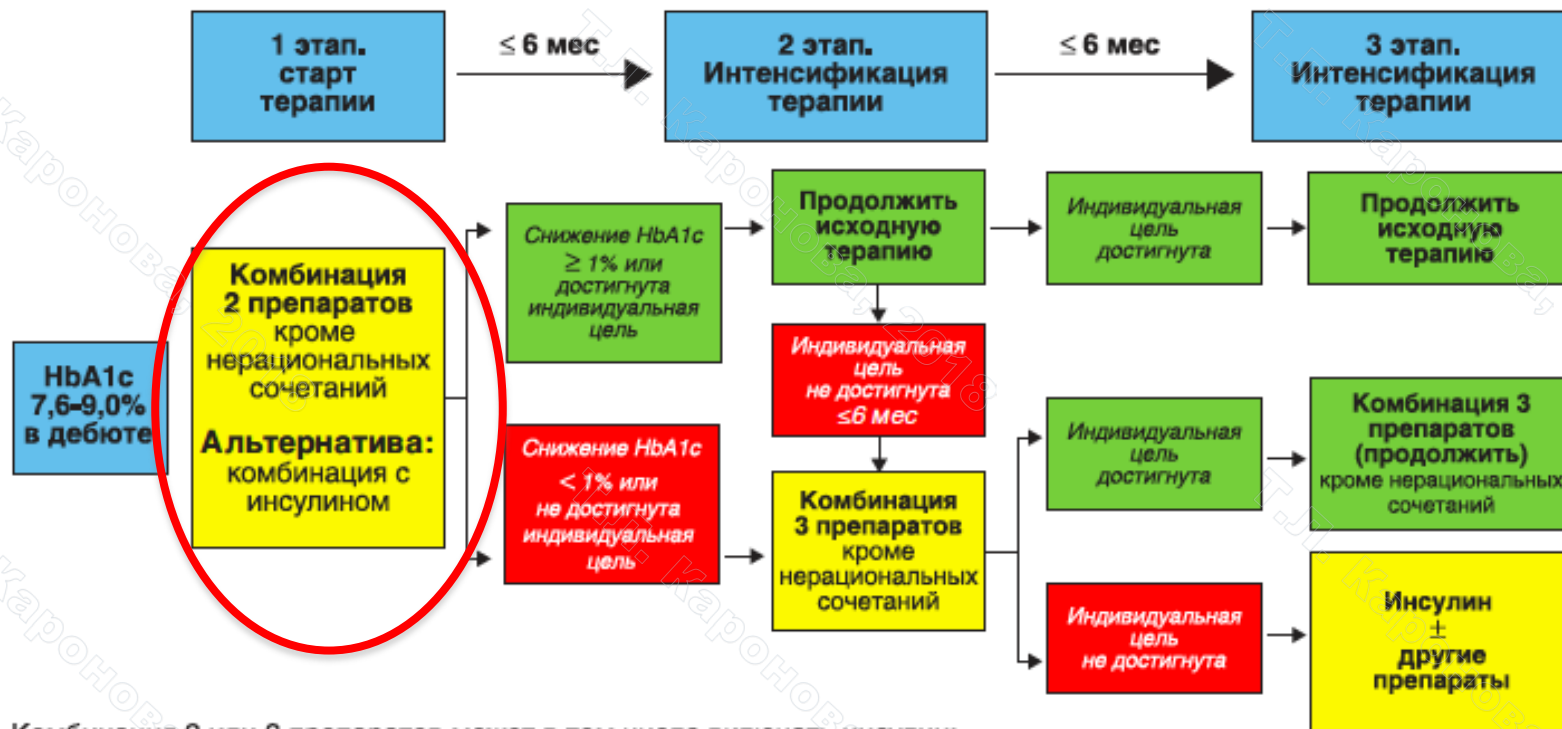 1 этап.
старт
терапии
≤ 6 мес
2 этап.
Интенсификация
терапии
≤ 6 мес
3 этап.
Интенсификация
терапии
HbA1c
7,6–9,0%
в дебюте
Комбинация
2 препаратов
кроме
нерациональных
сочетаний
Альтернатива:
комбинация с
инсулином
Снижение HbA1c
≥ 1% или
достигнута
индивидуальная
цель
Снижение HbA1c
< 1% или
не достигнута
индивидуальная
цель
Продолжить
исходную
терапию
Индивидуальная
цель
не достигнута
≤6 мес
Комбинация
3 препаратов
кроме
нерациональных
сочетаний
Индивидуальная
цель
достигнута
Продолжить
исходную
терапию
Индивидуальная
цель
достигнута
Комбинация 3
препаратов
(продолжить)
кроме нерациональных
сочетаний
Индивидуальная
цель
не достигнута
Инсулин
±
другие
препараты
Т.Л. Каронова, 2018